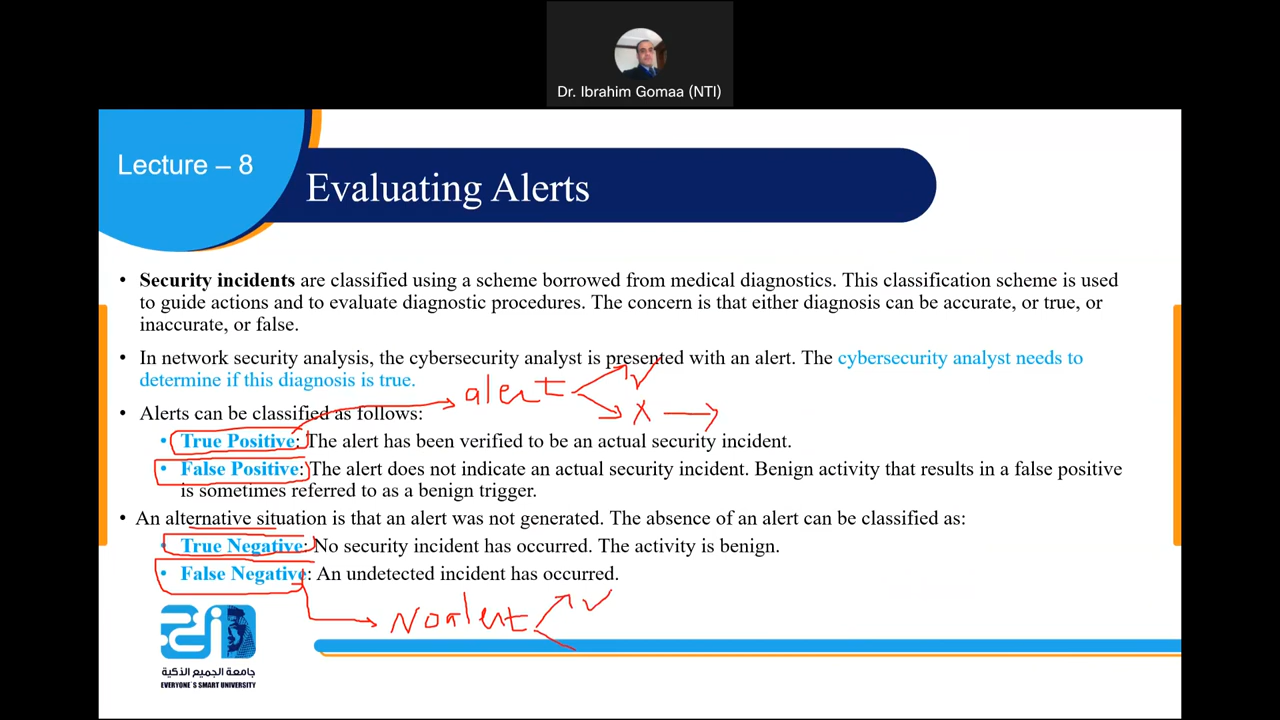 Dr. Ibrahim Gomaa (NTI)
Lecture – 8
Evaluating Alerts
• Security incidents are classified using a scheme borrowed from medical diagnostics. This classification scheme is used
to guide actions and to evaluate diagnostic procedures. The concern is that either diagnosis can be accurate, or true, or
inaccurate, or false.
• In network security analysis, the cybersecurity analyst is presented with an alert. The cybersecurity analyst needs to
determine if this diagnosis is true.
alert ✓
• Alerts can be classified as follows:
X
• True Positive: The alert has been verified to be an actual security incident.
• False Positive: The alert does not indicate an actual security incident. Benign activity that results in a false positive
is sometimes referred to as a benign trigger.
• An alternative situation is that an alert was not generated. The absence of an alert can be classified as:
• True Negative: No security incident has occurred. The activity is benign.
• False Negative: An undetected incident has occurred.
No alert ✓
جامعة الجميع الذكية
EVERYONE'S SMART UNIVERSITY